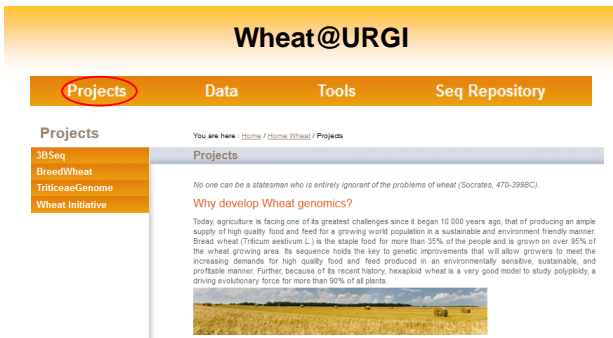 Wheat@URGI
Projects Data Tools Seq Repository
Projects
You are here : Home / Home Wheat / Projects
3BSeq
BreedWheat
TriticeaeGenome
Wheat Initiative
Projects
No one can be a statesman who is entirely ignorant of the problems of wheat (Socrates, 470-399BC).
Why develop Wheat genomics?
Today, agriculture is facing one of its greatest challenges since it began 10 000 years ago, that of producing an ample
supply of high quality food and feed for a growing world population in a sustainable and environment friendly manner.
Bread wheat (Triticum aestivum L.) is the staple food for more than 35% of the people and is grown on over 95% of
the wheat growing area. Its sequence holds the key to genetic improvements that will allow growers to meet the
increasing demands for high quality food and feed produced in an environmentally sensitive, sustainable, and
profitable manner. Further, because of its recent history, hexaploid wheat is a very good model to study polyploidy, a
driving evolutionary force for more than 90% of all plants.